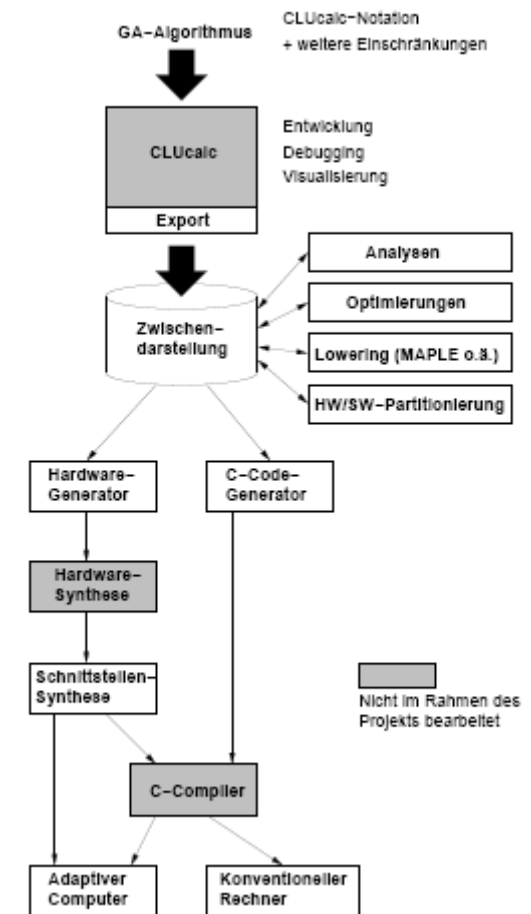 GA-Algorithmus
CLUcalc-Notation
+ weitere Einschränkungen
CLUcalc
Entwicklung
Debugging
Visualisierung
Export
Zwischen-
darstellung
Analysen
Optimierungen
Lowering (MAPLE o.ä.)
HW/SW-Partitionierung
Hardware-
Generator
C-Code-
Generator
Hardware-
Synthese
Schnittstellen-
Synthese
Nicht im Rahmen des
Projekts bearbeitet
C-Compiler
Adaptiver
Computer
Konventioneller
Rechner